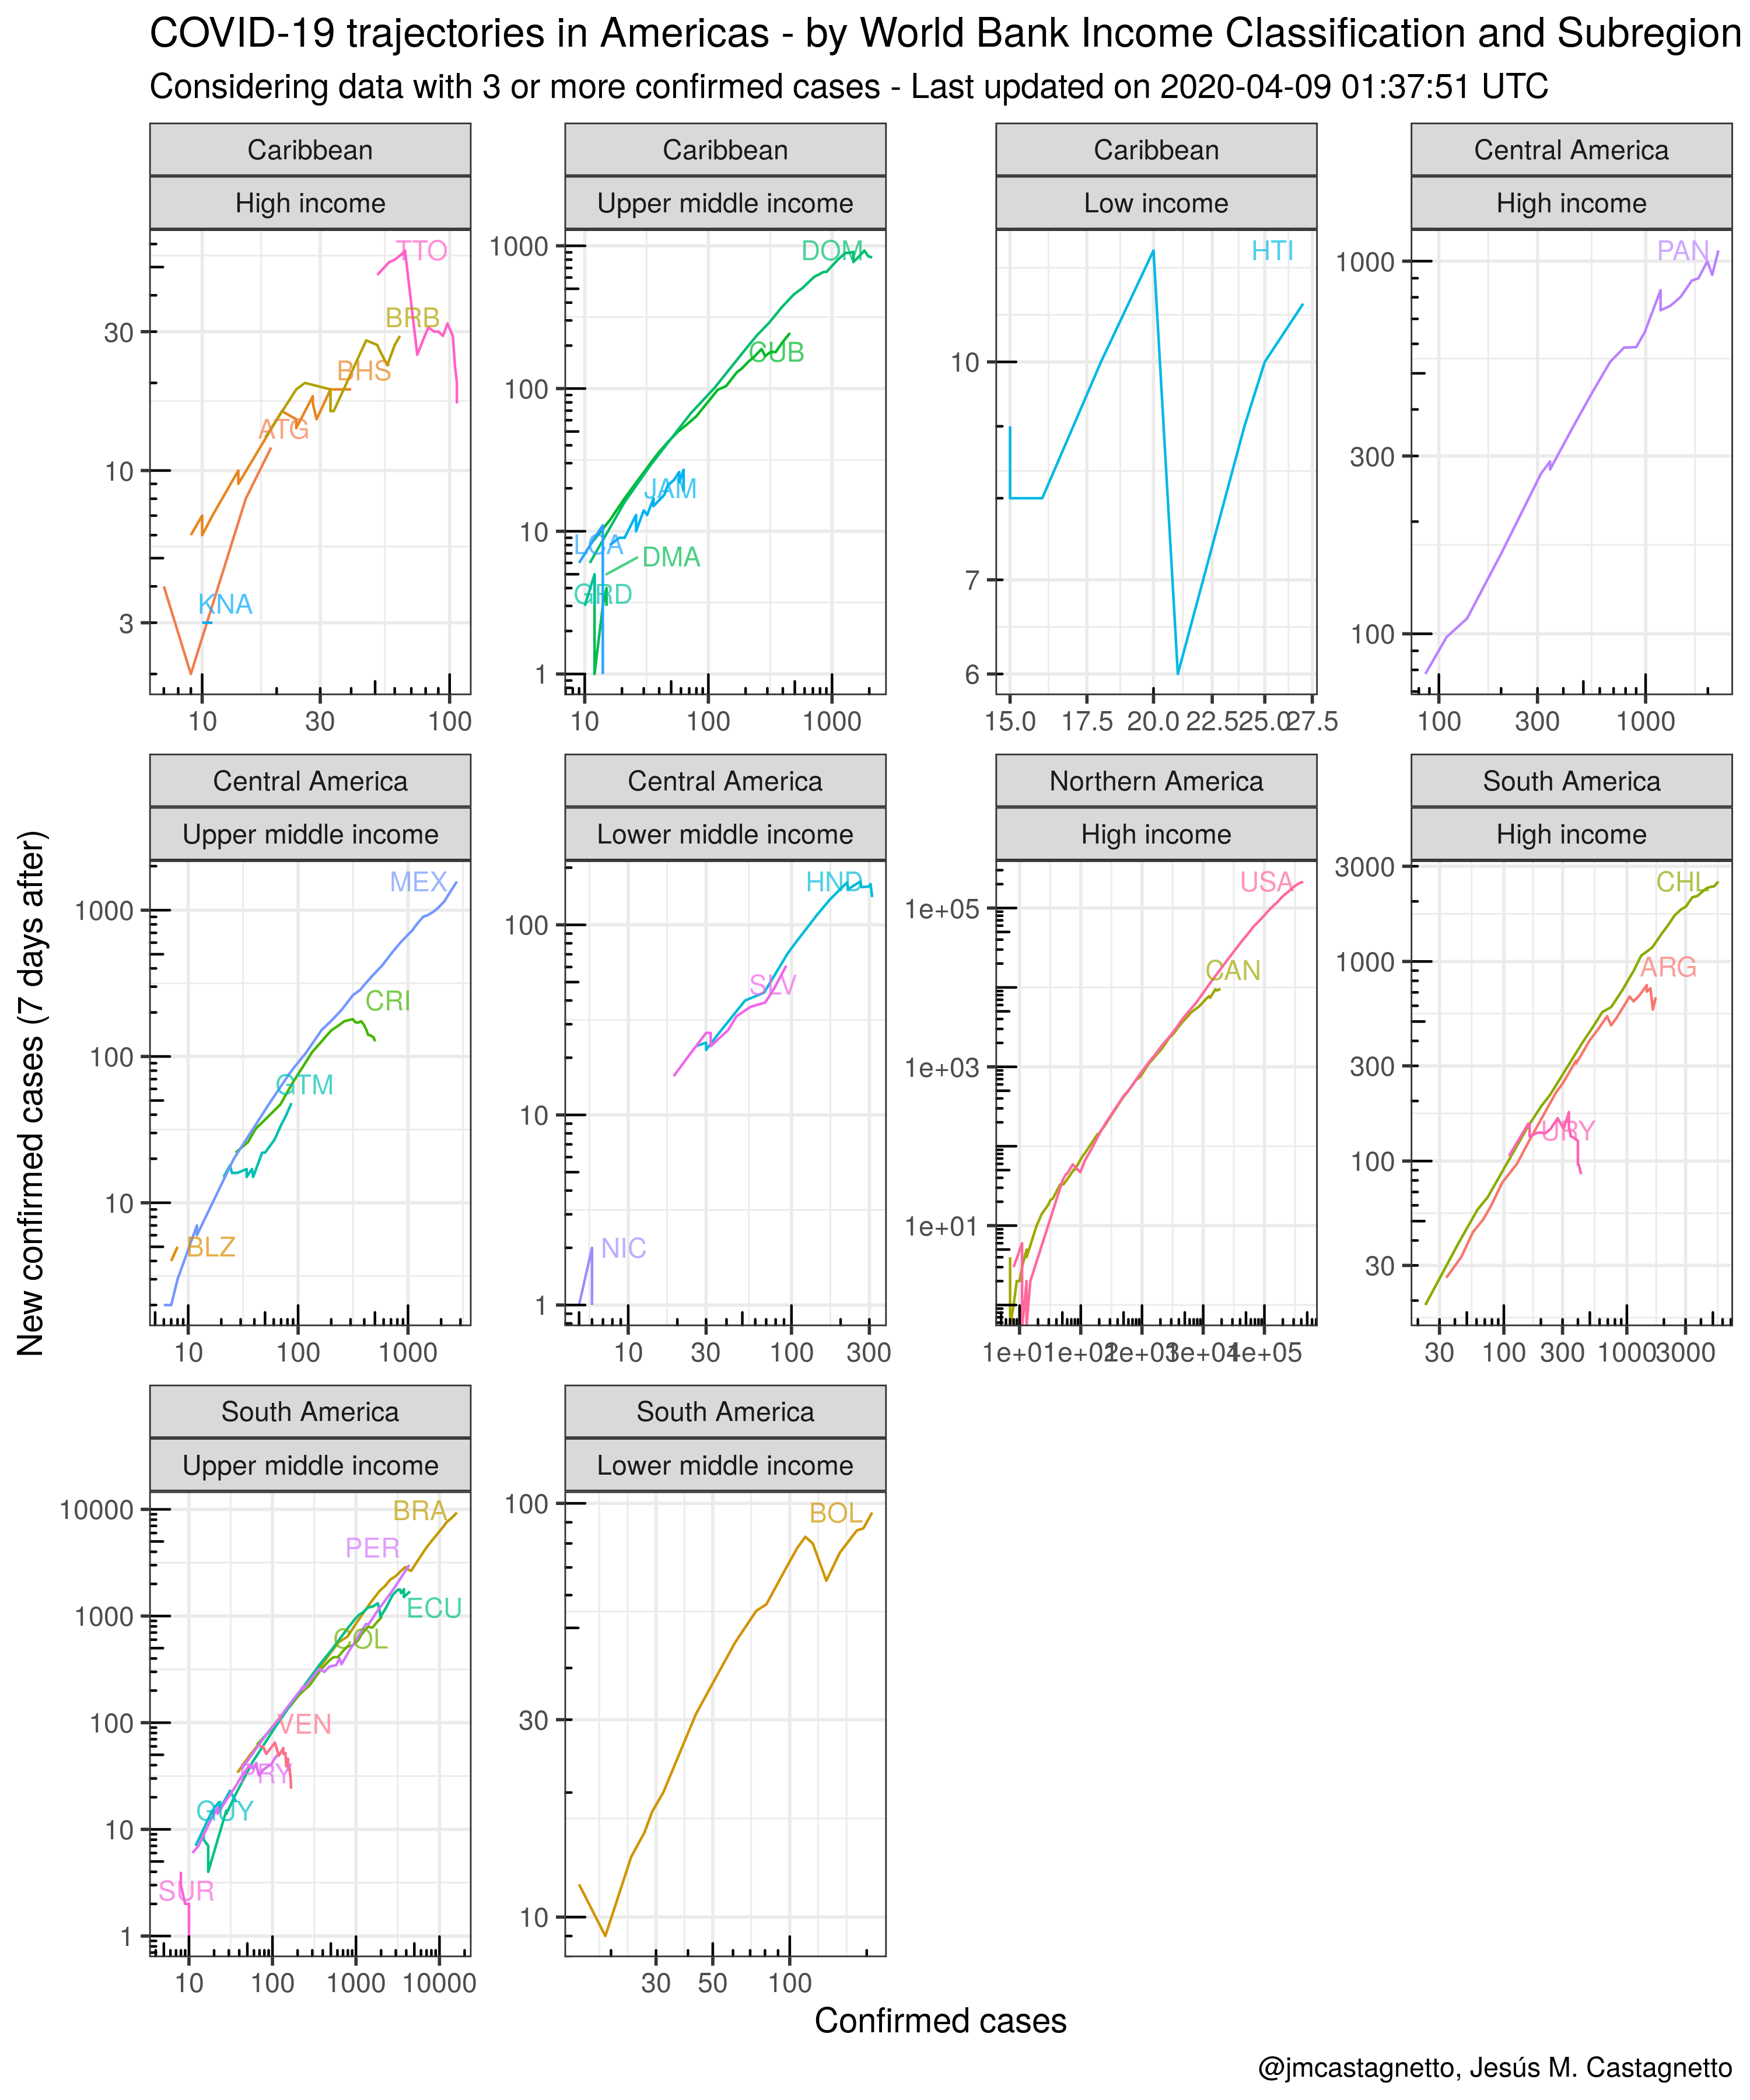 COVID-19 trajectories in Americas - by World Bank Income Classification and Subregion
Considering data with 3 or more confirmed cases - Last updated on 2020-04-09 01:37:51 UTC
Caribbean
High income
TTO
BRB
BHS
ATG
KNA
30
10
3
10 30 100
Caribbean
Upper middle income
DOM
CUB
JAM
LCA
DMA
GRD
1000
100
10
1
10 100 1000
Caribbean
Low income
HTI
10
7
6
15.0 17.5 20.0 22.5 25.0 27.5
Central America
High income
PAN
1000
300
100
100 300 1000
New confirmed cases (7 days after)
Central America
Upper middle income
MEX
CRI
GTM
BLZ
1000
100
10
10 100 1000
Central America
Lower middle income
HND
SLV
NIC
100
10
1
10 30 100 300
Northern America
High income
USA
CAN
1e+05
1e+03
1e+01
1e+01 1e+02 1e+03 1e+04 1e+05
South America
High income
CHL
ARG
URY
3000
1000
300
100
30
30 100 300 1000 3000
South America
Upper middle income
BRA
PER
ECU
COL
VEN
PRY
GUY
SUR
10000
1000
100
10
1
10 100 1000 10000
South America
Lower middle income
BOL
100
30
10
30 50 100
Confirmed cases
@jmcastagnetto, Jesús M. Castagnetto